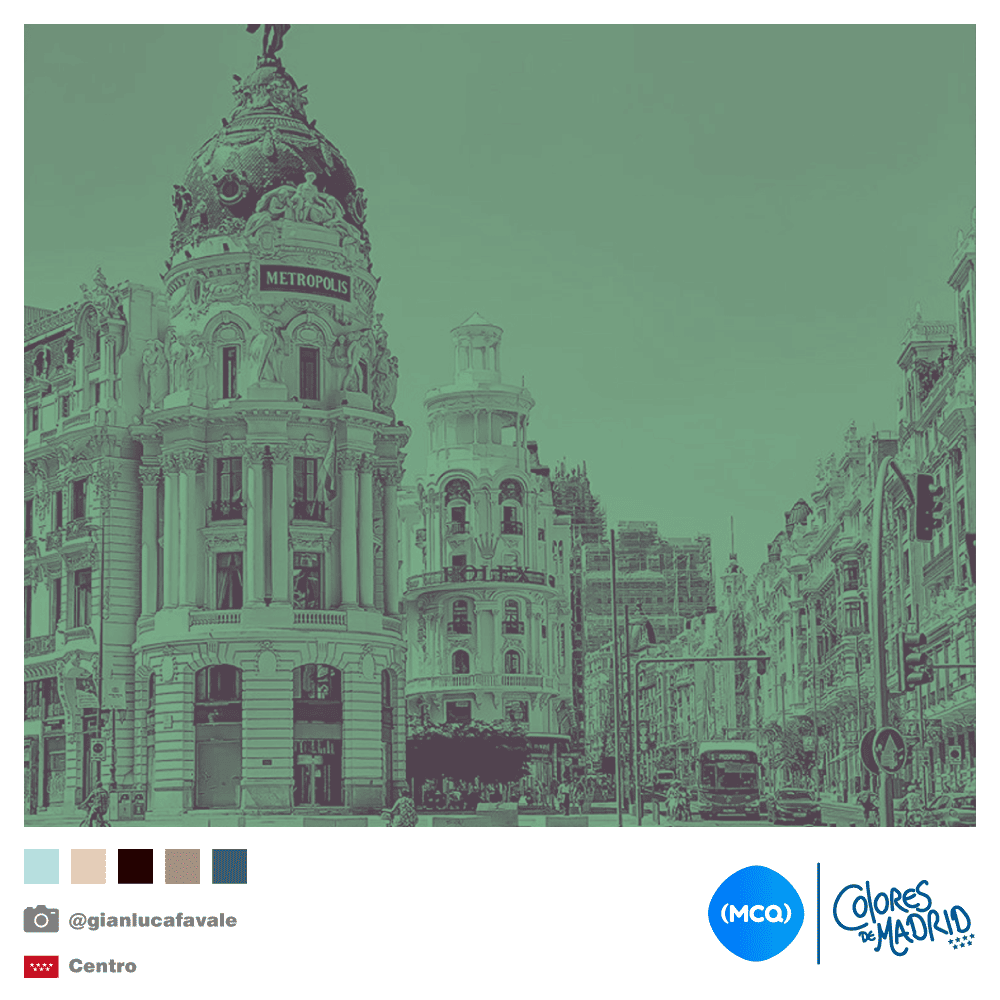 METROPOLIS
ROLEX
@gianlucafavale
Centro
(MCQ)
COLORES
DE MADRID